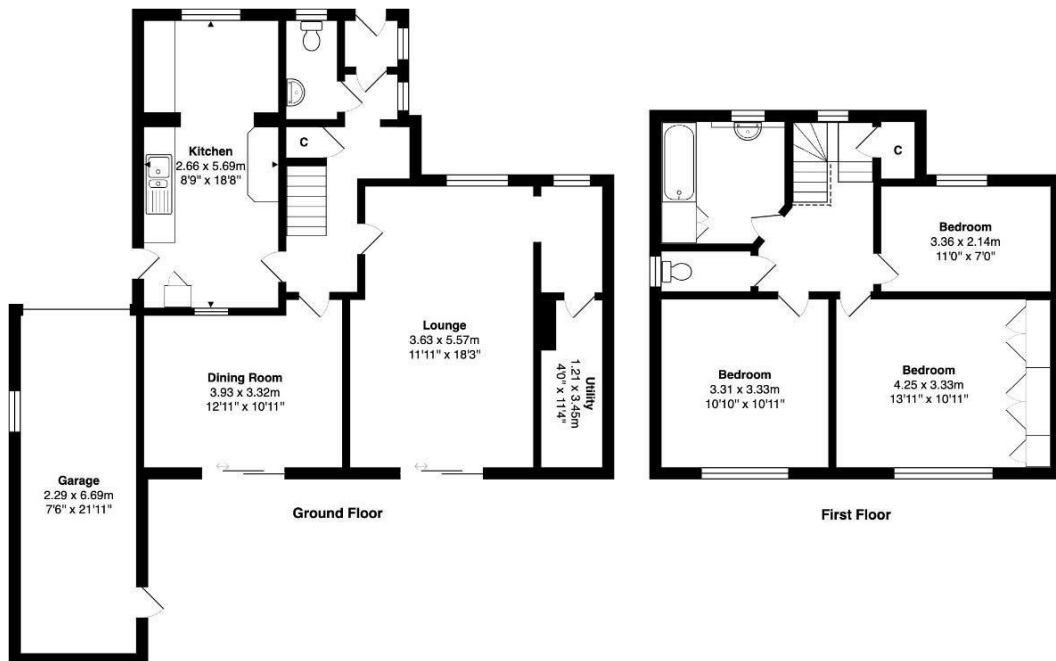 Kitchen
2.66 x 5.69m
8'9" x 18'8"
C
Lounge
3.63 x 5.57m
11'11" x 18'3"
Dining Room
3.93 x 3.32m
12'11" x 10'11"
Utility
1.21 x 3.45m
4'0" x 11'4"
Garage
2.29 x 6.69m
7'6" x 21'11"
Ground Floor
C
Bedroom
3.36 x 2.14m
11'0" x 7'0"
Bedroom
3.31 x 3.33m
10'10" x 10'11"
Bedroom
4.25 x 3.33m
13'11" x 10'11"
First Floor